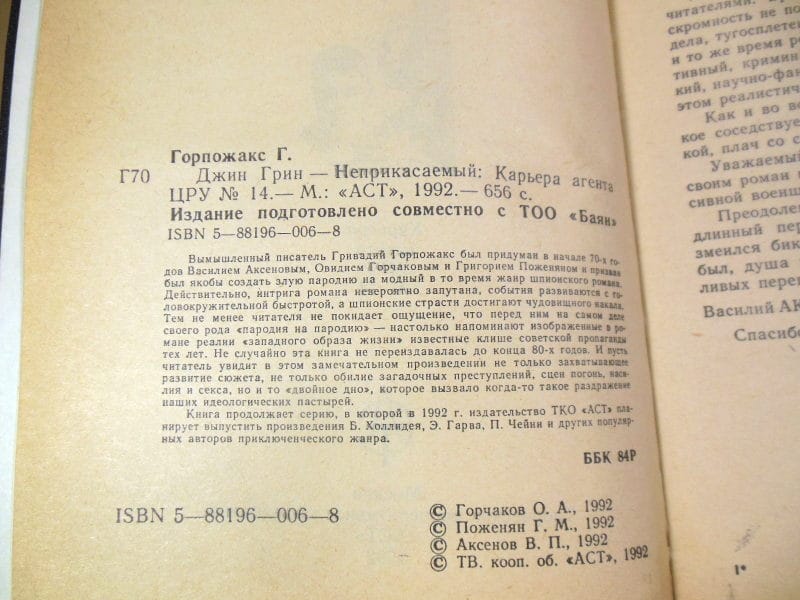 Горпожакс Г.
Г70 Джин Грин — Неприкасаемый: Карьера агента
ЦРУ № 14.— М.: «АСТ», 1992.— 656 с.
Издание подготовлено совместно с ТОО «Баян»
ISBN 5—88196—006—8
Вымышленный писатель Гривадий Горпожакс был придуман в начале 70-х го-
дов Василием Аксеновым, Овидием Горчаковым и Григорием Поженяном и призван
был якобы создать злую пародию на модный в то время жанр шпионского романа.
Действительно, интрига романа невероятно запутана, события развиваются с го-
ловокружительной быстротой, а шпионские страсти достигают чудовищного накала.
Тем не менее читателя не покидает ощущение, что перед ним на самом деле
своего рода «пародия на пародию» — настолько напоминают изображенные в ро-
мане реалии «западного образа жизни» известные клише советской пропаганды
тех лет. Не случайно эта книга не переиздавалась до конца 80-х годов. И пусть
читатель увидит в этом замечательном произведении не только захватывающее
развитие сюжета, не только обилие загадочных преступлений, сцен погонь, наси-
лия и секса, но и то «двойное дно», которое вызвало когда-то такое раздражение
наших идеологических пастырей.
Книга продолжает серию, в которой в 1992 г. издательство ТКО «АСТ» пла-
нирует выпустить произведения Б. Холлидея, Э. Гарва, П. Чейни и других популяр-
ных авторов приключенческого жанра.
ББК 84Р
ISBN 5—88196—006—8
© Горчаков О. А., 1992
© Поженян Г. М., 1992
© Аксенов В. П., 1992
© ТВ. кооп. об. «АСТ», 1992
читателями.
скромность не по
дела, тугосплете
и то же время р
тивный, кримин
кий, научно-фан
этом реалистич
Как и во в
кое соседствуе
кой, плач со с
Уважаемы
своим роман
сивной военщ
Преодолен
длинный пер
змеился бик
был, душа
ливых пере
Василий АК
Спасибо
1*